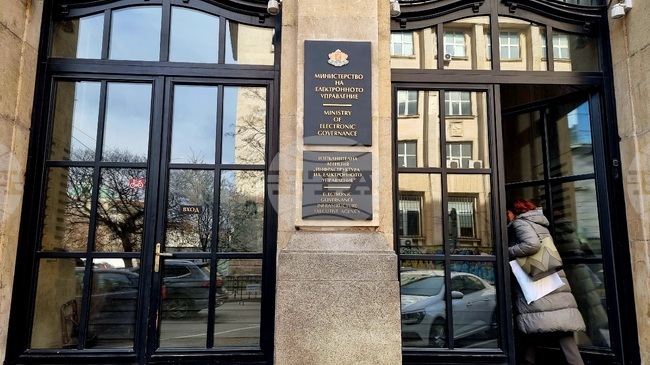 МИНИСТЕРСТВО
НА
ЕЛЕКТРОННОТО
УПРАВЛЕНИЕ
MINISTRY
OF
ELECTRONIC
GOVERNANCE
ИЗПЪЛНИТЕЛНА
АГЕНЦИЯ
"ИНФРАСТРУКТУРА
НА ЕЛЕКТРОННОТО
УПРАВЛЕНИЕ"
ELECTRONIC
GOVERNANCE
INFRASTRUCTURE
EXECUTIVE AGENCY
ВХОД